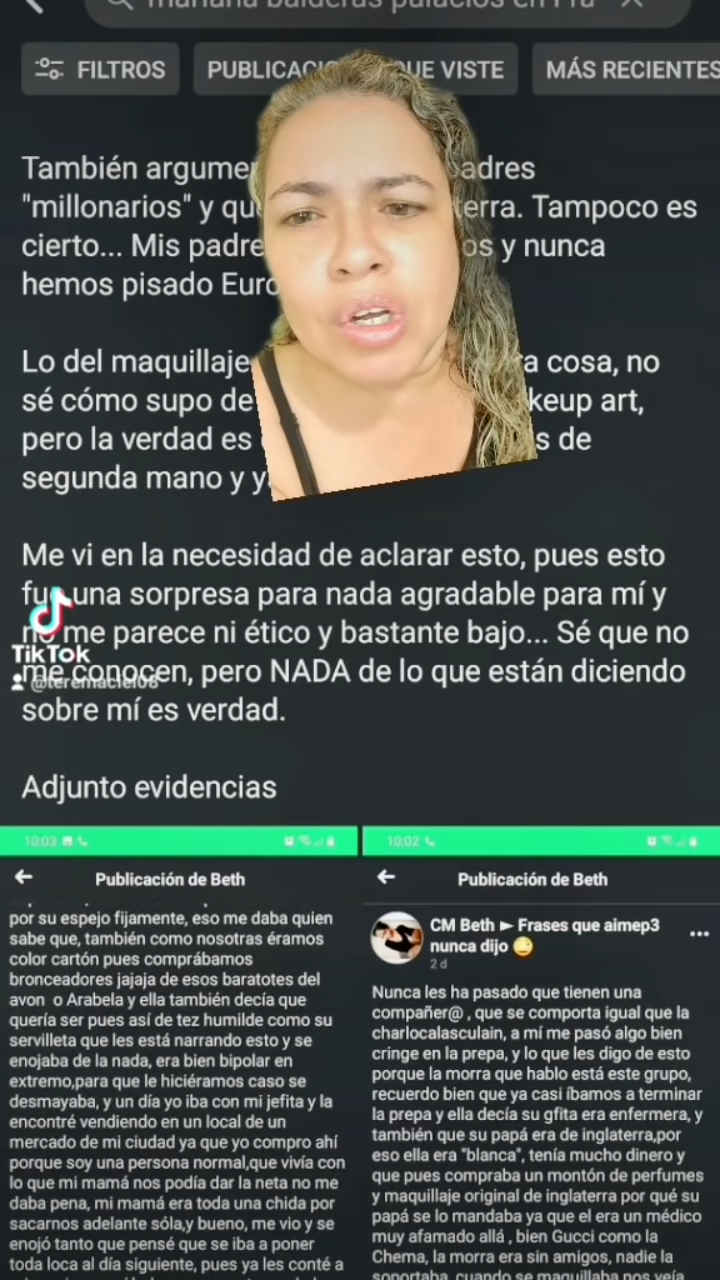 mariana balderas palacios en Fra
FILTROS
PUBLICACIO UE VISTE
MÁS RECIENTES
También argume adres
"millonarios" y qu terra. Tampoco es
cierto... Mis padre os y nunca
hemos pisado Euro
Lo del maquillaje a cosa, no
sé cómo supo de keup art,
pero la verdad es s de
segunda mano y y
Me vi en la necesidad de aclarar esto, pues esto
fue una sorpresa para nada agradable para mí y
no me parece ni ético y bastante bajo... Sé que no
TikTok
me conocen, pero NADA de lo que están diciendo
@teremaciel08
sobre mí es verdad.
Adjunto evidencias
10:03
Publicación de Beth
por su espejo fijamente, eso me daba quien
sabe que, también como nosotras éramos
color cartón pues comprábamos
bronceadores jajaja de esos baratotes del
avon o Arabela y ella también decía que
quería ser pues así de tez humilde como su
servilleta que les está narrando esto y se
enojaba de la nada, era bien bipolar en
extremo,para que le hiciéramos caso se
desmayaba, y un día yo iba con mi jefita y la
encontré vendiendo en un local de un
mercado de mi ciudad ya que yo compro ahí
porque soy una persona normal,que vivía con
lo que mi mamá nos podía dar la neta no me
daba pena, mi mamá era toda una chida por
sacarnos adelante sóla,y bueno, me vio y se
enojó tanto que pensé que se iba a poner
toda loca al día siguiente, pues ya les conté a
10:02
Publicación de Beth
CM Beth ► Frases que aimep3
nunca dijo 🙄
2 d
Nunca les ha pasado que tienen una
compañer@ , que se comporta igual que la
charlocalasculain, a mí me pasó algo bien
cringe en la prepa, y lo que les digo de esto
porque la morra que hablo está este grupo,
recuerdo bien que ya casi íbamos a terminar
la prepa y ella decía su gfita era enfermera, y
también que su papá era de inglaterra,por
eso ella era "blanca", tenía mucho dinero y
que pues compraba un montón de perfumes
y maquillaje original de inglaterra por qué su
papá se lo mandaba ya que el era un médico
muy afamado allá , bien Gucci como la
Chema, la morra era sin amigos, nadie la
soportaba, cuando se maquillaba nos veía